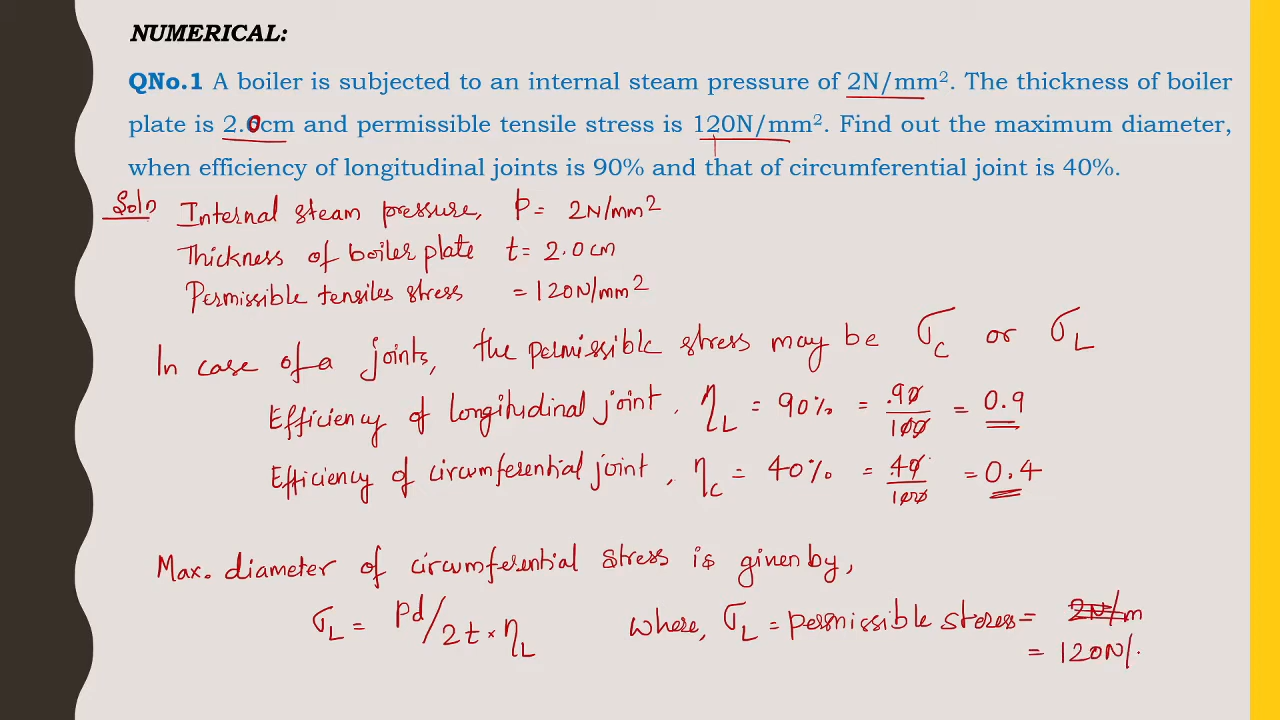 NUMERICAL:
QNo.1 A boiler is subjected to an internal steam pressure of 2N/mm². The thickness of boiler
plate is 2.0cm and permissible tensile stress is 120N/mm². Find out the maximum diameter,
when efficiency of longitudinal joints is 90% and that of circumferential joint is 40%.
Soln Internal steam pressure, p = 2N/mm²
Thickness of boiler plate t = 2.0cm
Permissible tensiles stress = 120N/mm²
In case of a joints, the permissible stress may be σc or σL
Efficiency of longitudinal joint, ηL = 90% = 90/100 = 0.9
Efficiency of circumferential joint, ηc = 40% = 40/100 = 0.4
Max. diameter of circumferential stress is given by,
σL = Pd/2t × ηL where, σL = permissible stress = 2N/m
= 120N/.